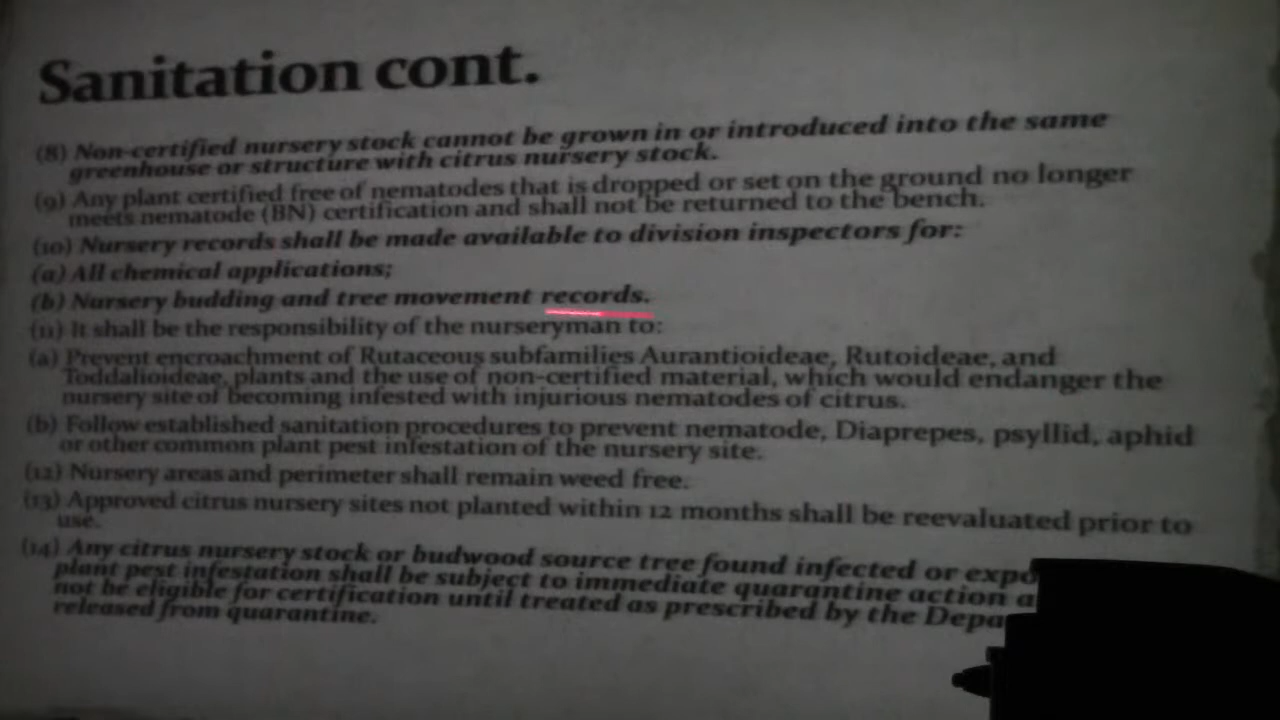 Sanitation cont.
(8) Non-certified nursery stock cannot be grown in or introduced into the same
greenhouse or structure with citrus nursery stock.
(9) Any plant certified free of nematodes that is dropped or set on the ground no longer
meets nematode (BN) certification and shall not be returned to the bench.
(10) Nursery records shall be made available to division inspectors for:
(a) All chemical applications;
(b) Nursery budding and tree movement records.
(11) It shall be the responsibility of the nurseryman to:
(a) Prevent encroachment of Rutaceous subfamilies Aurantioideae, Rutoideae, and
Toddalioideae, plants and the use of non-certified material, which would endanger the
nursery site of becoming infested with injurious nematodes of citrus.
(b) Follow established sanitation procedures to prevent nematode, Diaprepes, psyllid, aphid
or other common plant pest infestation of the nursery site.
(12) Nursery areas and perimeter shall remain weed free.
(13) Approved citrus nursery sites not planted within 12 months shall be reevaluated prior to
use.
(14) Any citrus nursery stock or budwood source tree found infected or expo
plant pest infestation shall be subject to immediate quarantine action a
not be eligible for certification until treated as prescribed by the Depa
released from quarantine.